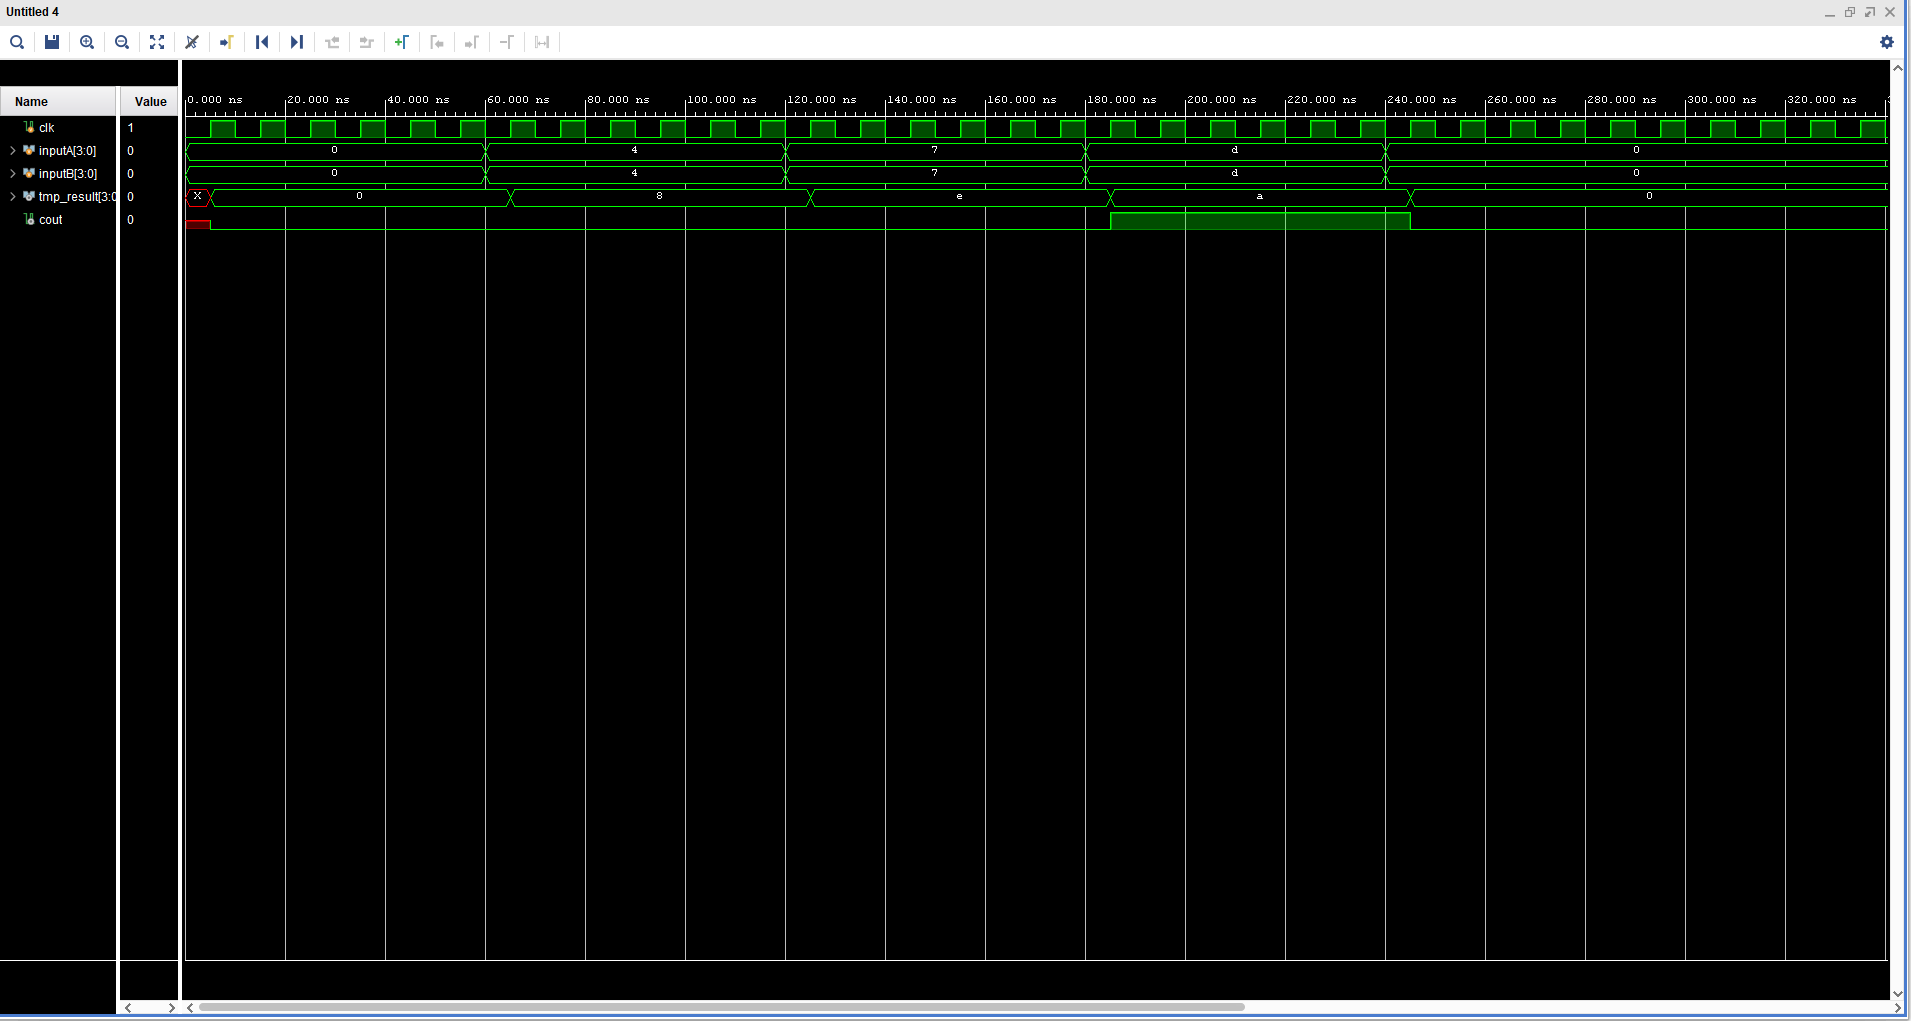 Untitled 4
Name Value
0.000 ns 20.000 ns 40.000 ns 60.000 ns 80.000 ns 100.000 ns 120.000 ns 140.000 ns 160.000 ns 180.000 ns 200.000 ns 220.000 ns 240.000 ns 260.000 ns 280.000 ns 300.000 ns 320.000 ns
clk 1
inputA[3:0] 0 0 4 7 d 0
inputB[3:0] 0 0 4 7 d 0
tmp_result[3:0 0 X 0 8 e a 0
cout 0